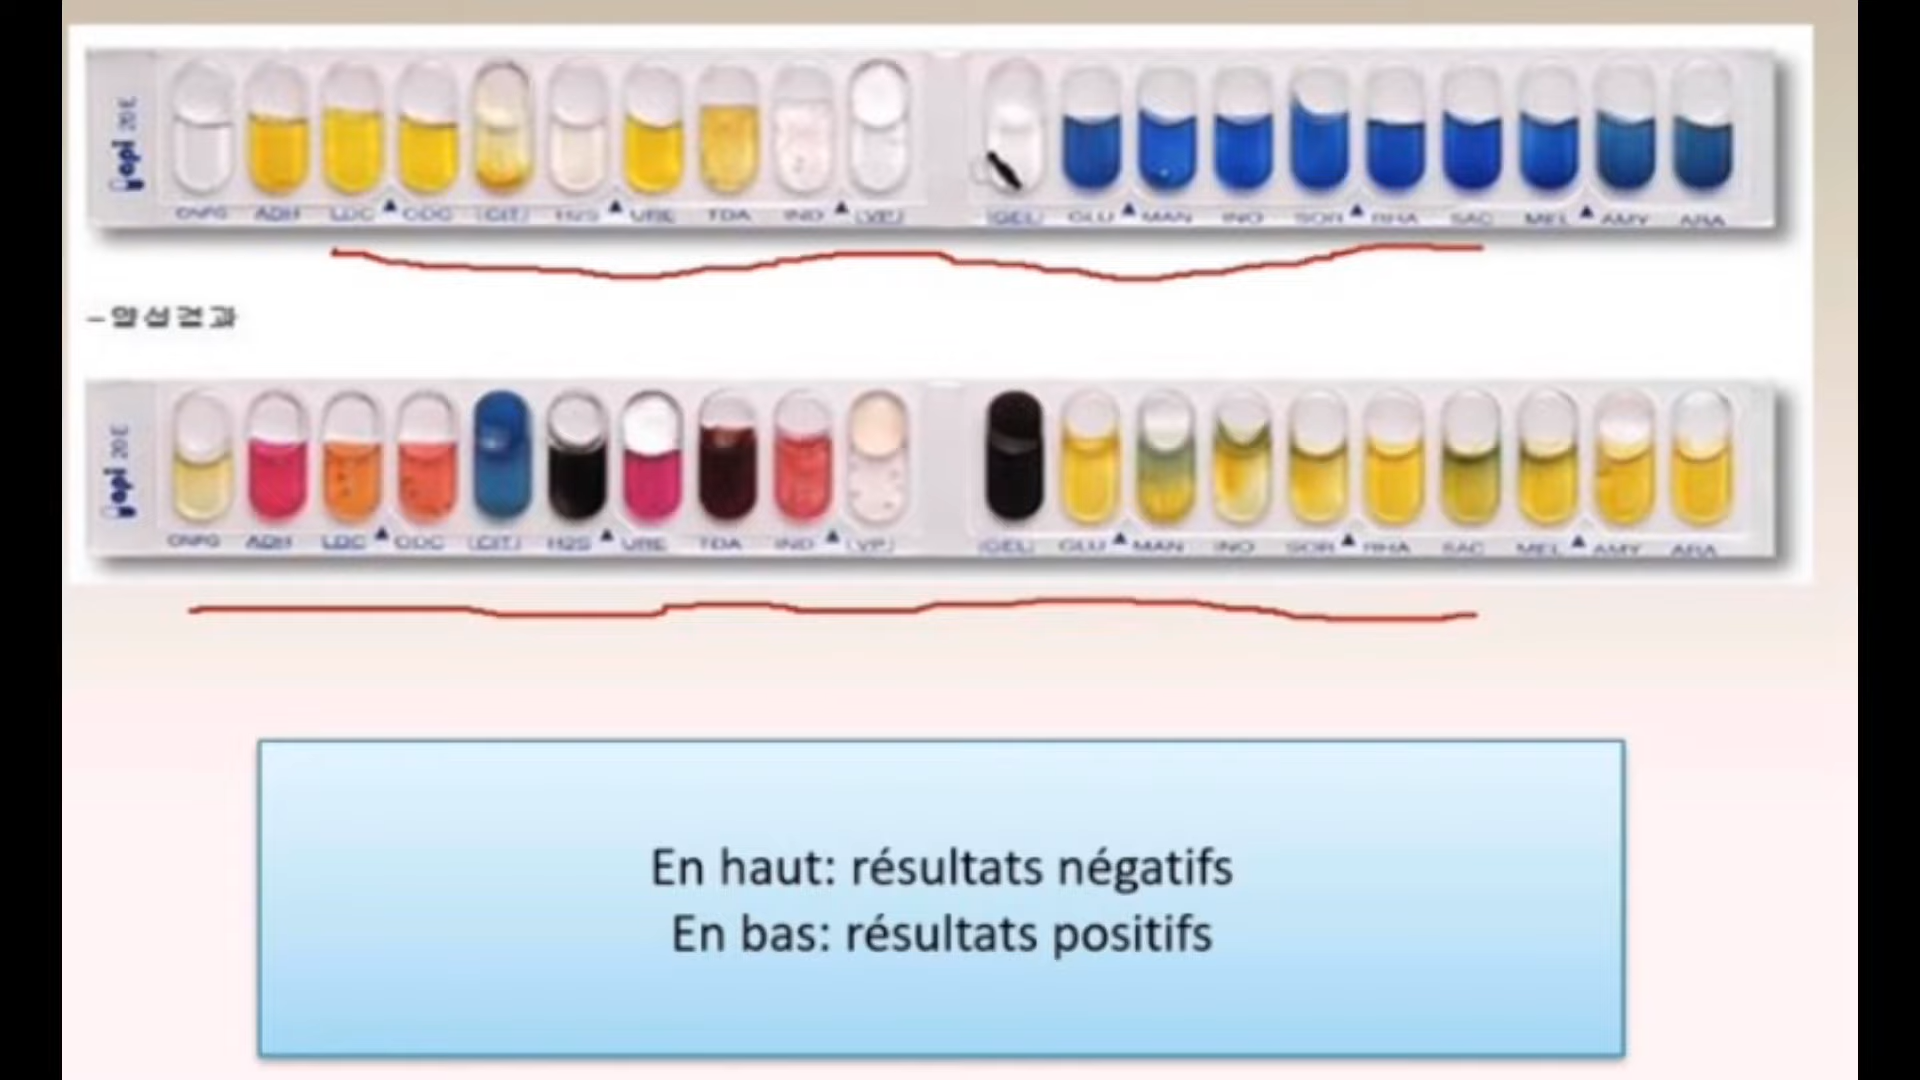 api 20 E
ONPG ADH LDC ODC |CIT| H2S URE TDA IND |VP| |GEL| GLU MAN INO SOR RHA SAC MEL AMY ARA
– 양성결과
api 20 E
ONPG ADH LDC ODC |CIT| H2S URE TDA IND |VP| |GEL| GLU MAN INO SOR RHA SAC MEL AMY ARA
En haut: résultats négatifs
En bas: résultats positifs